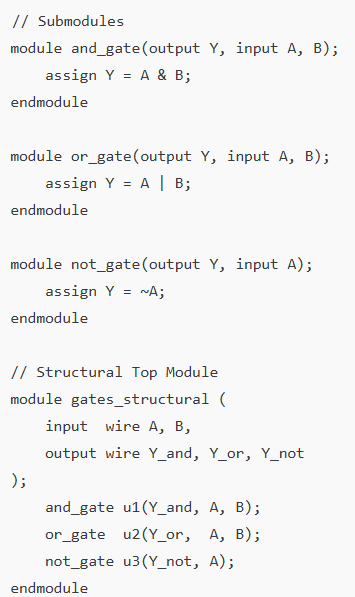 // Submodules
module and_gate(output Y, input A, B);
    assign Y = A & B;
endmodule

module or_gate(output Y, input A, B);
    assign Y = A | B;
endmodule

module not_gate(output Y, input A);
    assign Y = ~A;
endmodule

// Structural Top Module
module gates_structural (
    input  wire A, B,
    output wire Y_and, Y_or, Y_not
);
    and_gate u1(Y_and, A, B);
    or_gate  u2(Y_or,  A, B);
    not_gate u3(Y_not, A);
endmodule